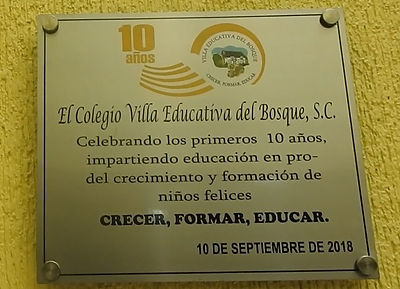 10
años
VILLA EDUCATIVA DEL BOSQUE
CRECER, FORMAR, EDUCAR
El Colegio Villa Educativa del Bosque, S.C.
Celebrando los primeros 10 años,
impartiendo educación en pro-
del crecimiento y formación de
niños felices
CRECER, FORMAR, EDUCAR.
10 DE SEPTIEMBRE DE 2018